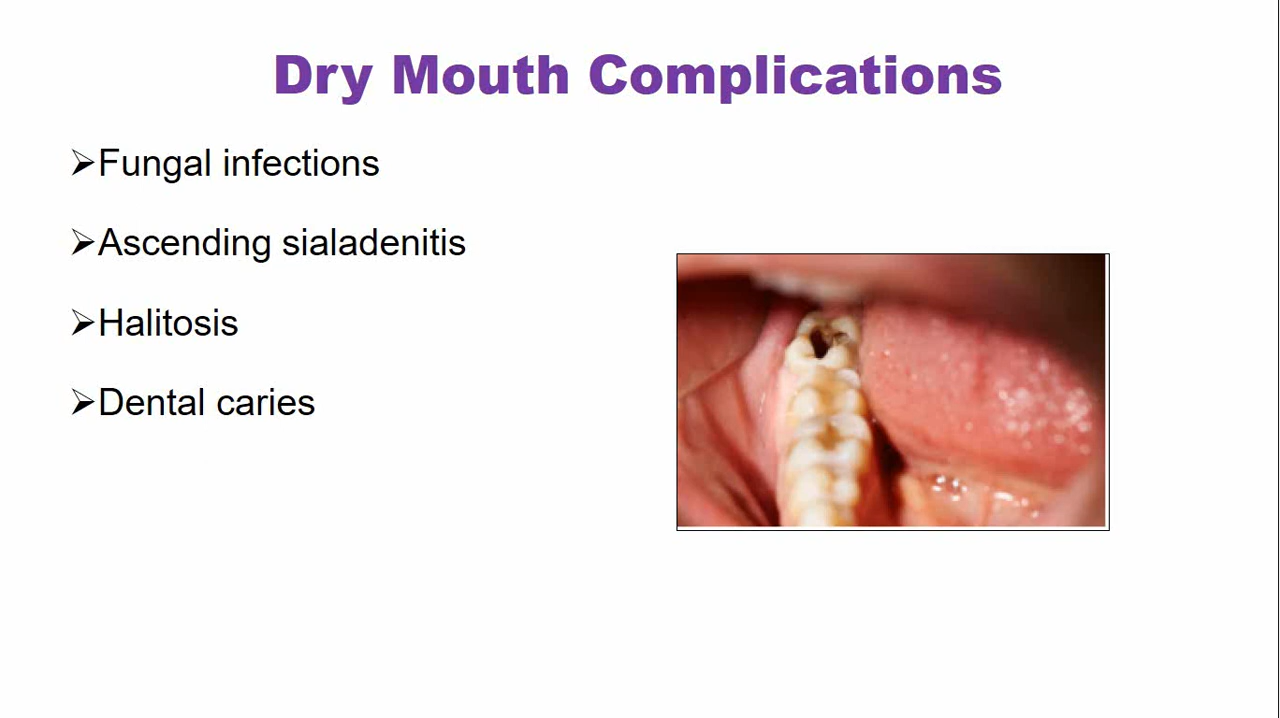 Dry Mouth Complications
➢Fungal infections
➢Ascending sialadenitis
➢Halitosis
➢Dental caries